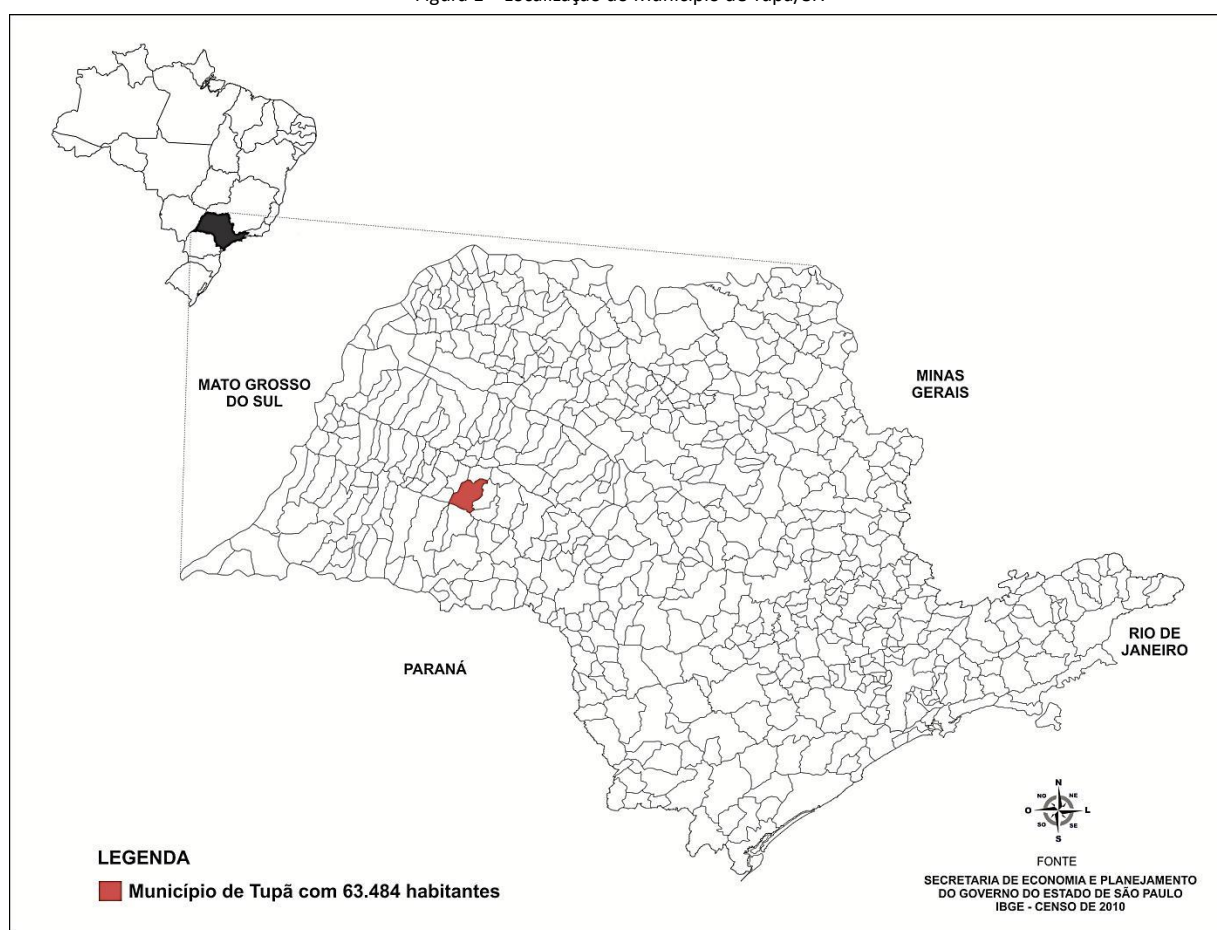 MATO GROSSO
DO SUL
MINAS
GERAIS
RIO DE
JANEIRO
PARANÁ
N
NO
NE
O
L
SO
SE
S
LEGENDA
Município de Tupã com 63.484 habitantes
FONTE
SECRETARIA DE ECONOMIA E PLANEJAMENTO
DO GOVERNO DO ESTADO DE SÃO PAULO
IBGE - CENSO DE 2010